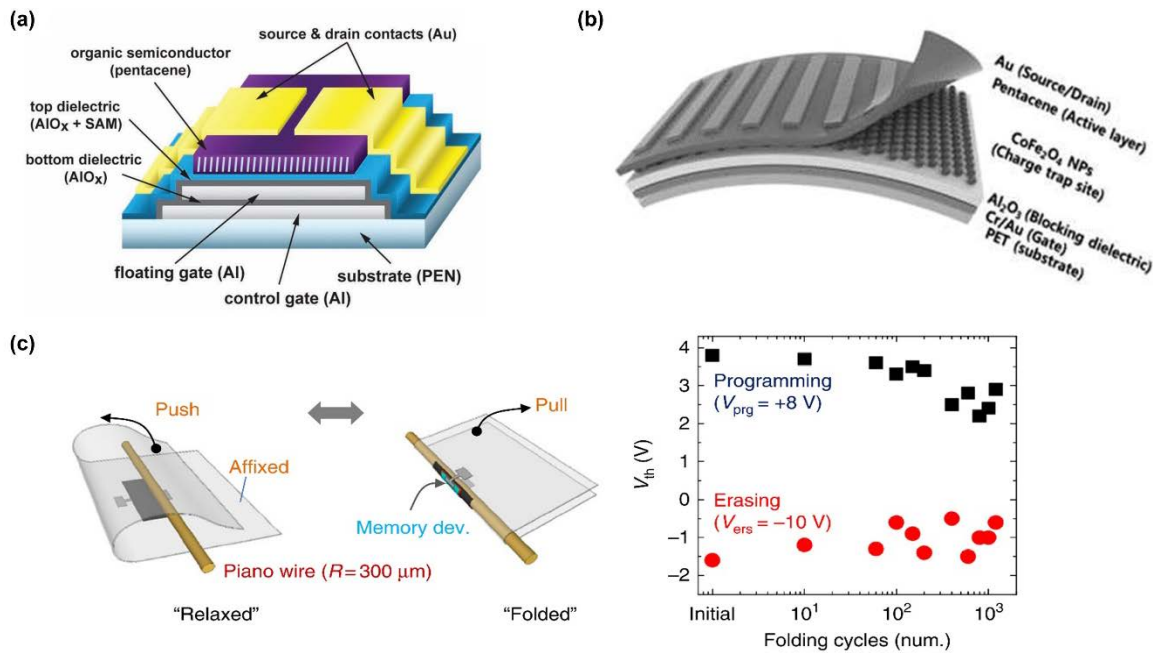 (a)
source & drain contacts (Au)
organic semiconductor
(pentacene)
top dielectric
(AlOx + SAM)
bottom dielectric
(AlOx)
floating gate (Al)
control gate (Al)
substrate (PEN)
(b)
Au (Source/Drain)
Pentacene (Active layer)
CoFe₂O₄ NPs
(Charge trap site)
Al₂O₃ (Blocking dielectric)
Cr/Au (Gate)
PET (substrate)
(c)
Push
Affixed
Piano wire (R = 300 μm)
"Relaxed"
Pull
Memory dev.
"Folded"
Vth (V)
4
3
2
1
0
−1
−2
Programming
(Vprg = +8 V)
Erasing
(Vers = −10 V)
Initial
10¹
10²
10³
Folding cycles (num.)